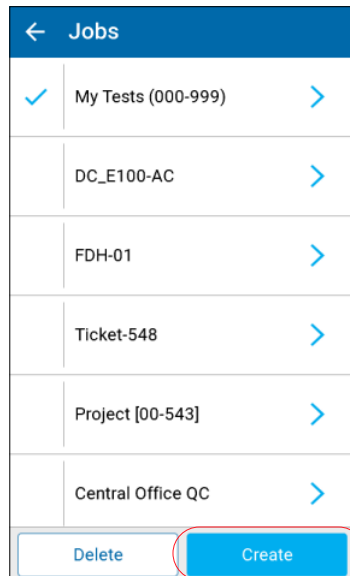 Jobs
My Tests (000-999)
DC_E100-AC
FDH-01
Ticket-548
Project [00-543]
Central Office QC
Delete Create